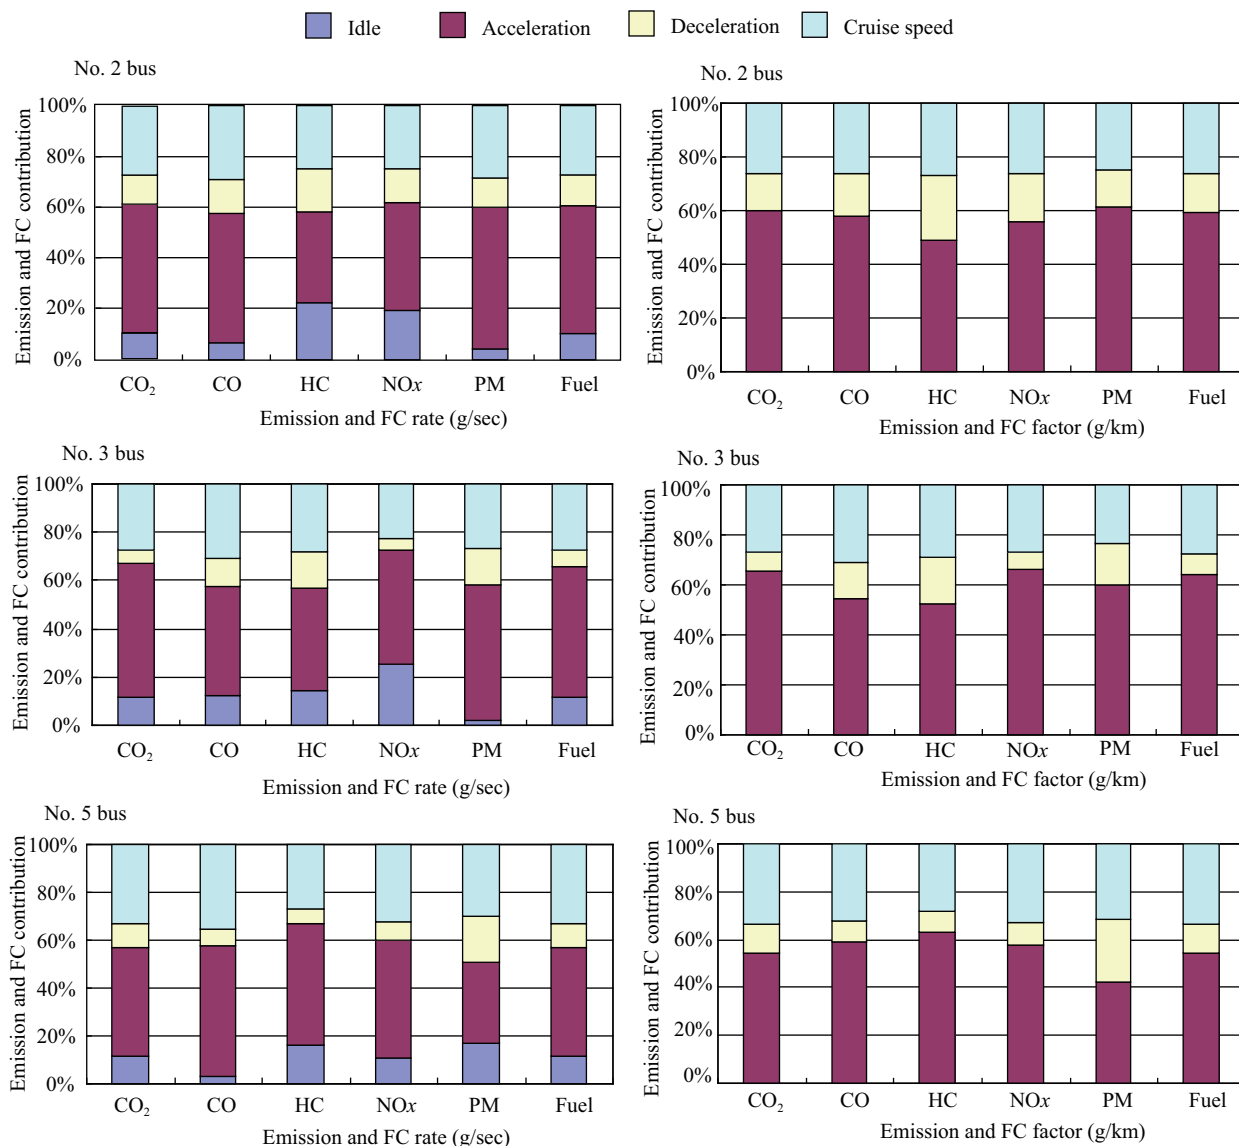 Idle Acceleration Deceleration Cruise speed
No. 2 bus
Emission and FC contribution
100%
80%
60%
40%
20%
0%
CO₂ CO HC NOx PM Fuel
Emission and FC rate (g/sec)
No. 2 bus
Emission and FC contribution
100%
80%
60%
40%
20%
0%
CO₂ CO HC NOx PM Fuel
Emission and FC factor (g/km)
No. 3 bus
Emission and FC contribution
100%
80%
60%
40%
20%
0%
CO₂ CO HC NOx PM Fuel
Emission and FC rate (g/sec)
No. 3 bus
Emission and FC contribution
100%
80%
60%
40%
20%
0%
CO₂ CO HC NOx PM Fuel
Emission and FC factor (g/km)
No. 5 bus
Emission and FC contribution
100%
80%
60%
40%
20%
0%
CO₂ CO HC NOx PM Fuel
Emission and FC rate (g/sec)
No. 5 bus
Emission and FC contribution
100%
80%
60%
40%
20%
0%
CO₂ CO HC NOx PM Fuel
Emission and FC factor (g/km)